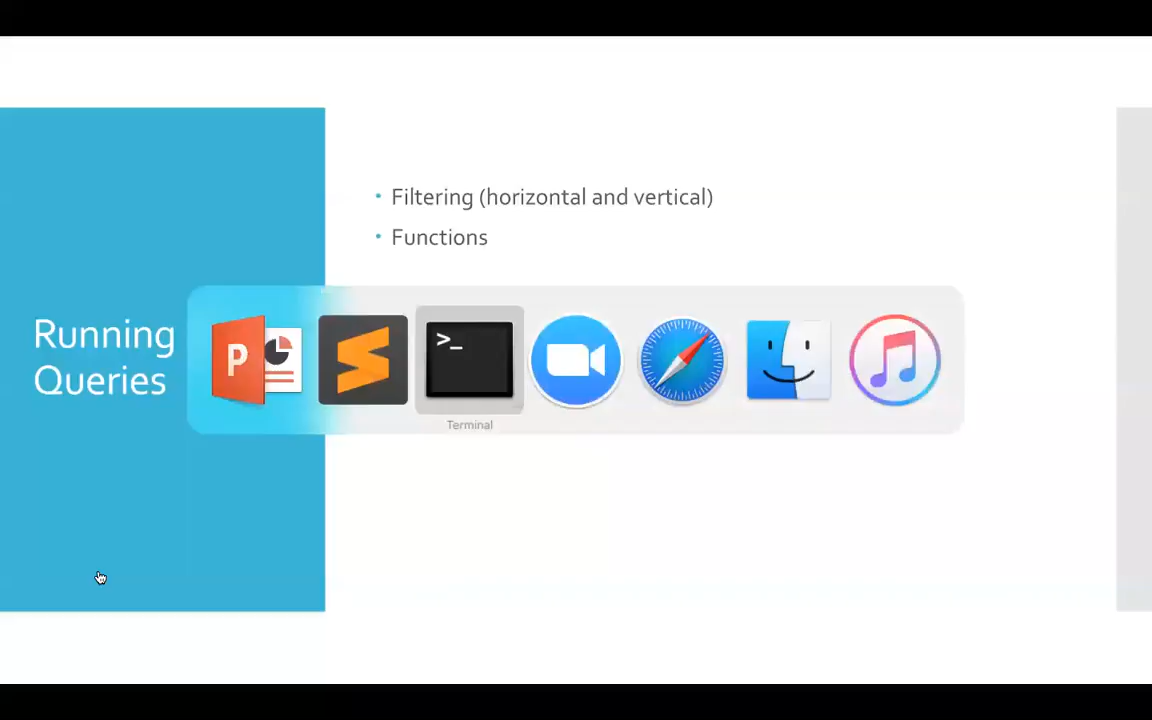 Filtering (horizontal and vertical)
Functions
Running
Queries
P
>_
Terminal